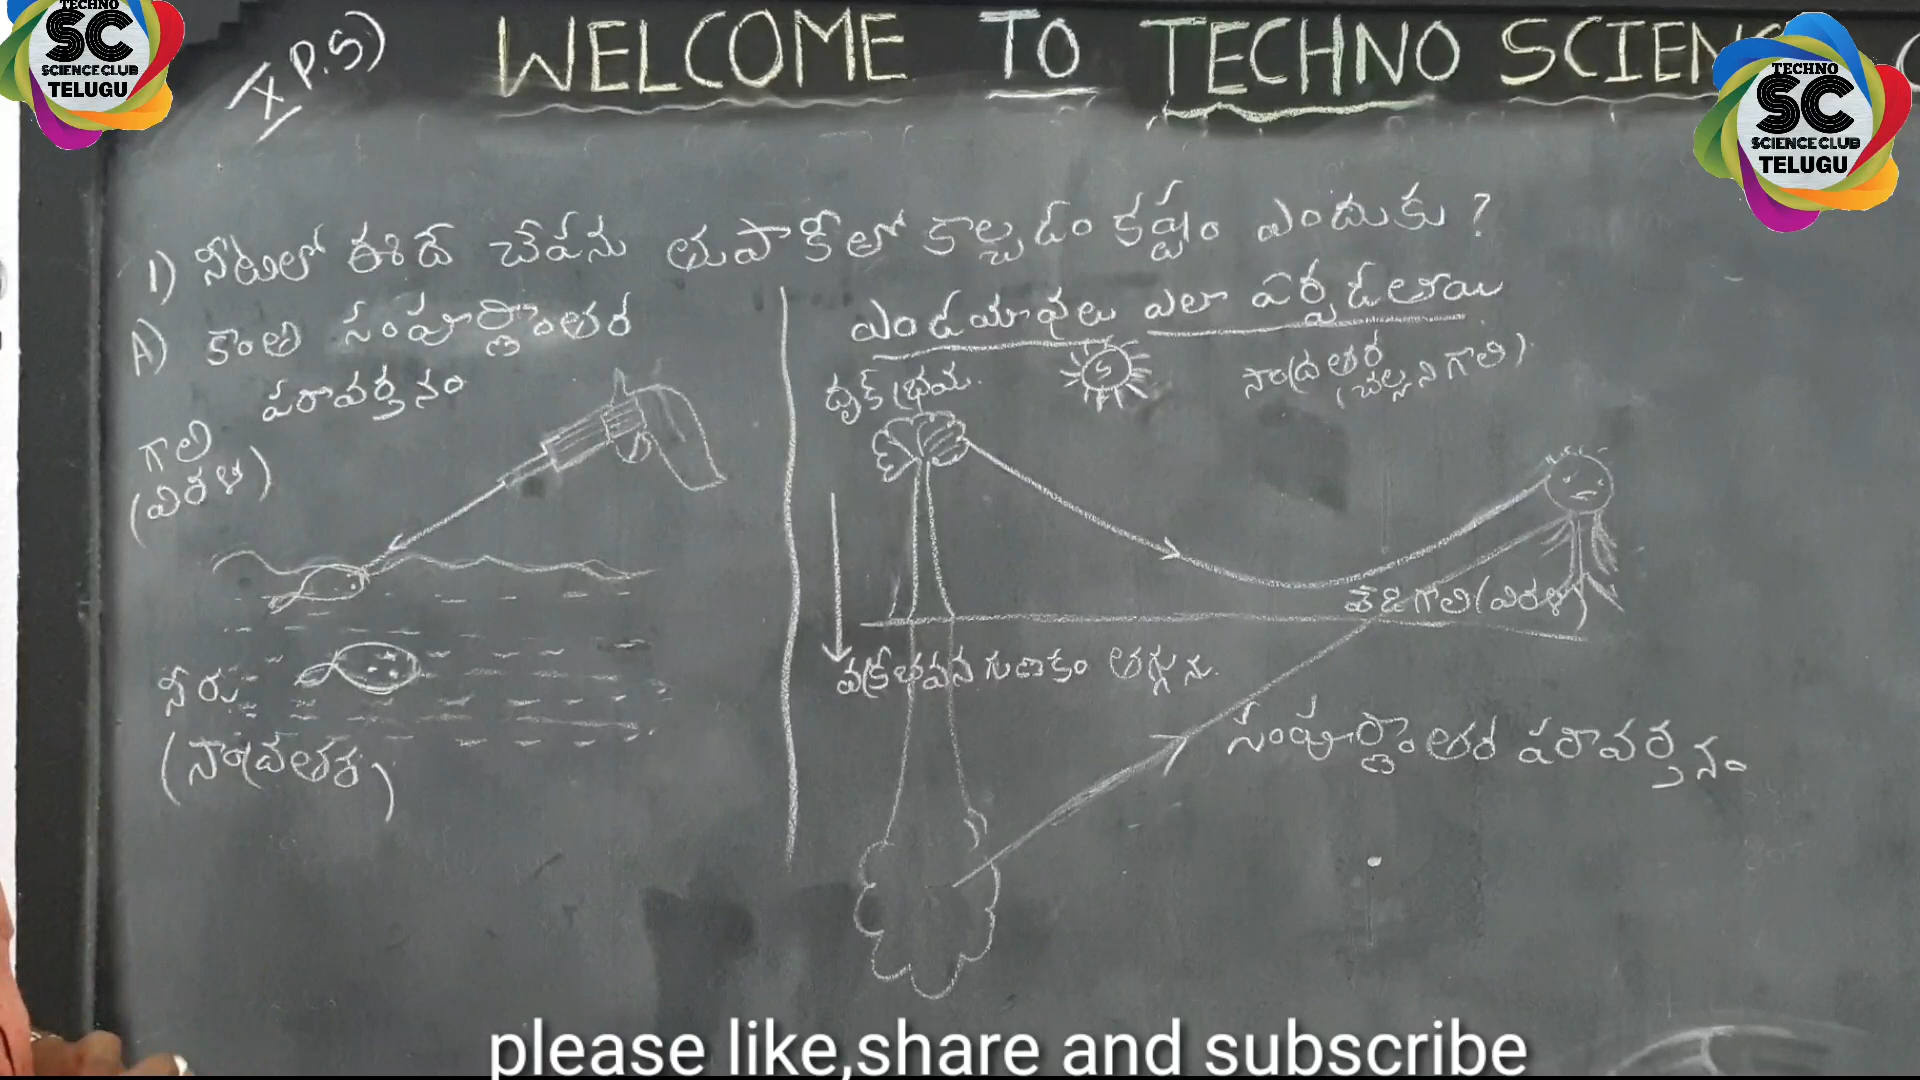 TECHNO
SC
SCIENCE CLUB
TELUGU
X P.S)
WELCOME TO TECHNO SCIENC
TECHNO
SC
SCIENCE CLUB
TELUGU
1) నీటిలో ఈదే చేపను తుపాకీతో కాల్చడం కష్టం ఎందుకు ?
A) కాంతి సంపూర్ణాంతర
పరావర్తనం
గాలి
(విరళ)
నీరు
(సాంద్రతర)
ఎండమావులు ఎలా ఏర్పడతాయి
దృక్ భ్రమ.
S
సాంద్రతర
(చల్లని గాలి)
వేడిగాలి (విరళ)
వక్రీభవన గుణకం తగ్గును.
సంపూర్ణాంతర పరావర్తనం
please like,share and subscribe